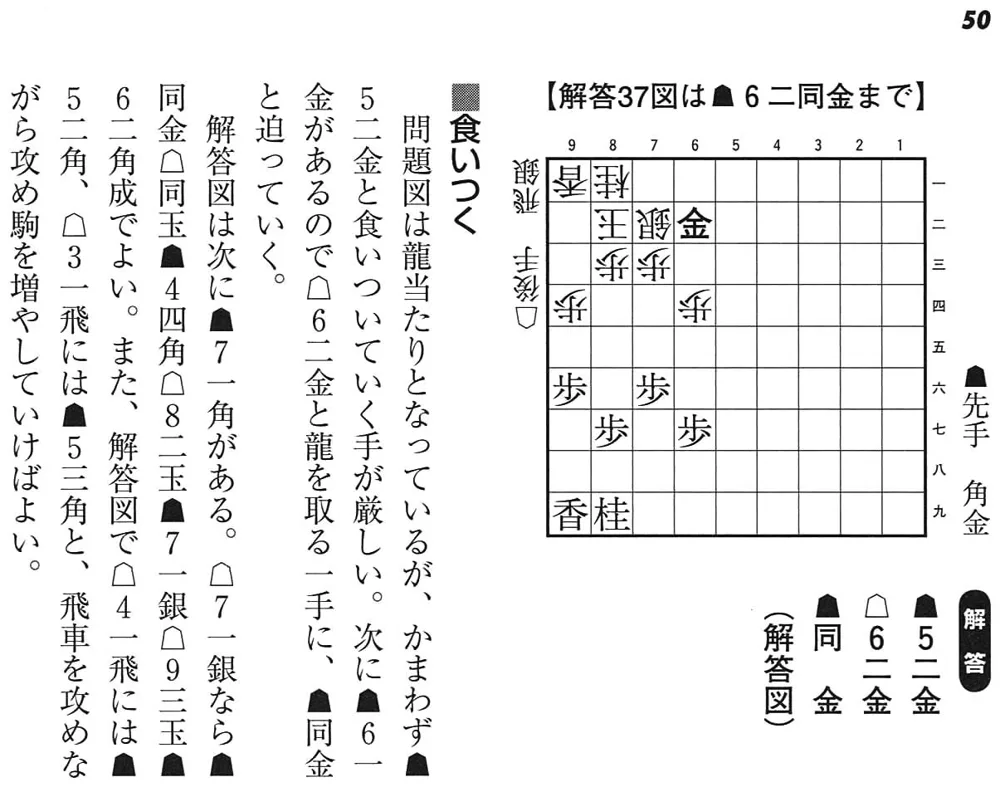 50
【解答37図は☗6二同金まで】
9 8 7 6 5 4 3 2 1
香 桂 一
王 銀 金 二
歩 歩 三
歩 歩 四
五
歩 歩 六
歩 歩 七
八
香 桂 九
☖後手 飛銀
☗先手 角金
解答
☗5二金
☖6二金
☗同 金
(解答図)
■食いつく
問題図は龍当たりとなっているが、かまわず☗
5二金と食いついていく手が厳しい。次に☗6一
金があるので☖6二金と龍を取る一手に、☗同金
と迫っていく。
解答図は次に☗7一角がある。☖7一銀なら☗
同金☖同玉☗4四角☖8二玉☗7一銀☖9三玉☗
6二角成でよい。また、解答図で☖4一飛には☗
5二角、☖3一飛には☗5三角と、飛車を攻めな
がら攻め駒を増やしていけばよい。